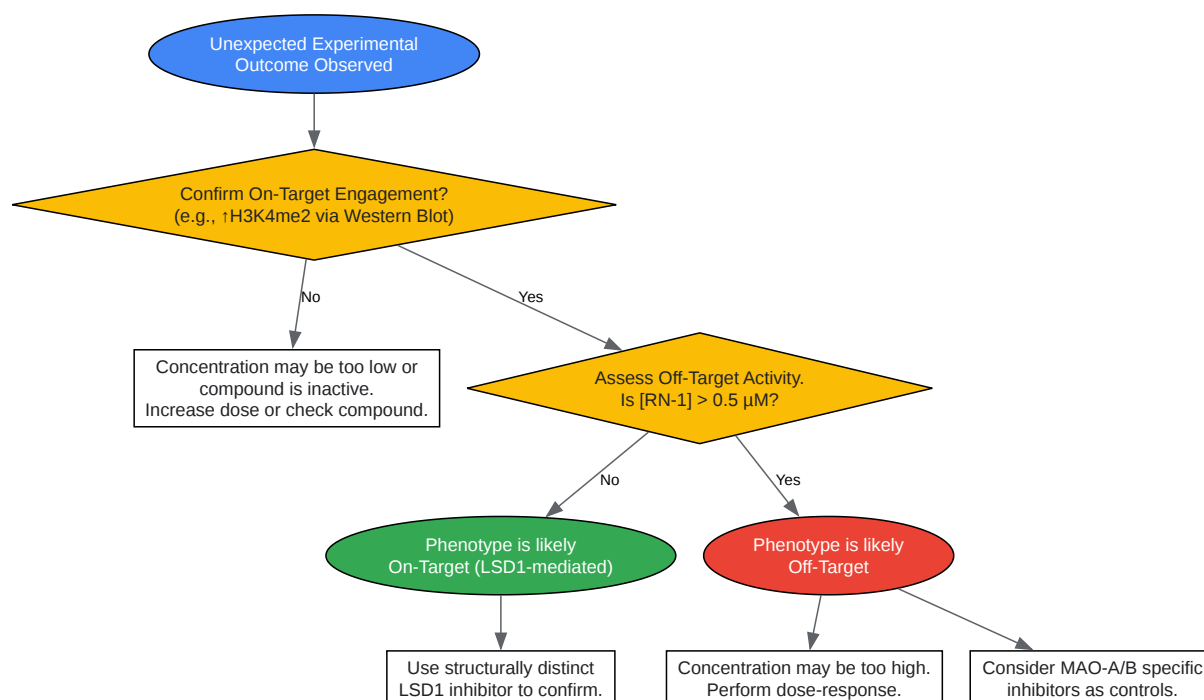 Unexpected Experimental
Outcome Observed
Confirm On-Target Engagement?
(e.g., ↑H3K4me2 via Western Blot)
No
Yes
Concentration may be too low or
compound is inactive.
Increase dose or check compound.
Assess Off-Target Activity.
Is [RN-1] > 0.5 µM?
No
Yes
Phenotype is likely
On-Target (LSD1-mediated)
Phenotype is likely
Off-Target
Use structurally distinct
LSD1 inhibitor to confirm.
Concentration may be too high.
Perform dose-response.
Consider MAO-A/B specific
inhibitors as controls.